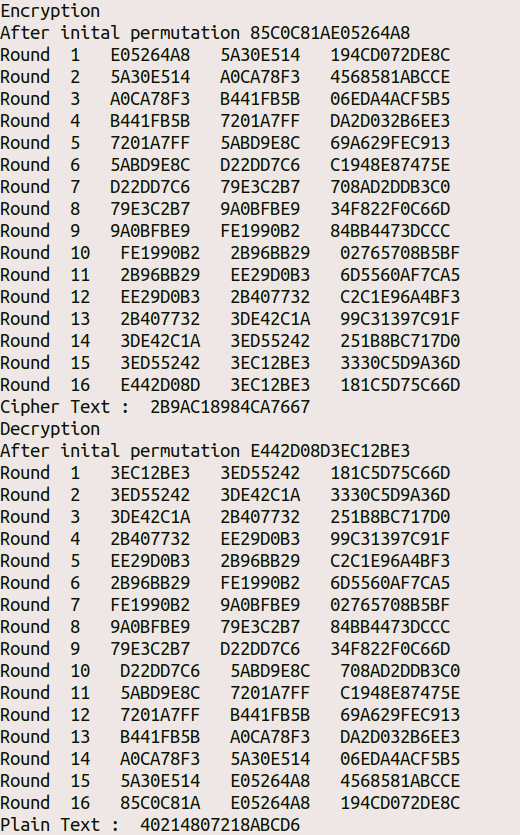 Encryption
After inital permutation 85C0C81AE05264A8
Round 1 E05264A8 5A30E514 194CD072DE8C
Round 2 5A30E514 A0CA78F3 4568581ABCCE
Round 3 A0CA78F3 B441FB5B 06EDA4ACF5B5
Round 4 B441FB5B 7201A7FF DA2D032B6EE3
Round 5 7201A7FF 5ABD9E8C 69A629FEC913
Round 6 5ABD9E8C D22DD7C6 C1948E87475E
Round 7 D22DD7C6 79E3C2B7 708AD2DDB3C0
Round 8 79E3C2B7 9A0BFBE9 34F822F0C66D
Round 9 9A0BFBE9 FE1990B2 84BB4473DCCC
Round 10 FE1990B2 2B96BB29 02765708B5BF
Round 11 2B96BB29 EE29D0B3 6D5560AF7CA5
Round 12 EE29D0B3 2B407732 C2C1E96A4BF3
Round 13 2B407732 3DE42C1A 99C31397C91F
Round 14 3DE42C1A 3ED55242 251B8BC717D0
Round 15 3ED55242 3EC12BE3 3330C5D9A36D
Round 16 E442D08D 3EC12BE3 181C5D75C66D
Cipher Text : 2B9AC18984CA7667
Decryption
After inital permutation E442D08D3EC12BE3
Round 1 3EC12BE3 3ED55242 181C5D75C66D
Round 2 3ED55242 3DE42C1A 3330C5D9A36D
Round 3 3DE42C1A 2B407732 251B8BC717D0
Round 4 2B407732 EE29D0B3 99C31397C91F
Round 5 EE29D0B3 2B96BB29 C2C1E96A4BF3
Round 6 2B96BB29 FE1990B2 6D5560AF7CA5
Round 7 FE1990B2 9A0BFBE9 02765708B5BF
Round 8 9A0BFBE9 79E3C2B7 84BB4473DCCC
Round 9 79E3C2B7 D22DD7C6 34F822F0C66D
Round 10 D22DD7C6 5ABD9E8C 708AD2DDB3C0
Round 11 5ABD9E8C 7201A7FF C1948E87475E
Round 12 7201A7FF B441FB5B 69A629FEC913
Round 13 B441FB5B A0CA78F3 DA2D032B6EE3
Round 14 A0CA78F3 5A30E514 06EDA4ACF5B5
Round 15 5A30E514 E05264A8 4568581ABCCE
Round 16 85C0C81A E05264A8 194CD072DE8C
Plain Text : 40214807218ABCD6